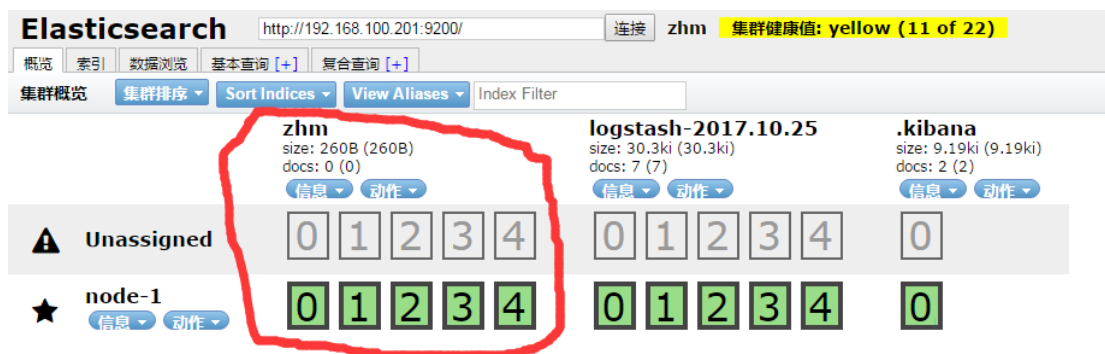 Elasticsearch http://192.168.100.201:9200/ 连接 zhm 集群健康值: yellow (11 of 22)
概览 索引 数据浏览 基本查询 [+] 复合查询 [+]
集群概览 集群排序 Sort Indices View Aliases Index Filter
zhm logstash-2017.10.25 .kibana
size: 260B (260B) size: 30.3ki (30.3ki) size: 9.19ki (9.19ki)
docs: 0 (0) docs: 7 (7) docs: 2 (2)
信息 动作 信息 动作 信息 动作
Unassigned 0 1 2 3 4 0 1 2 3 4 0
node-1 0 1 2 3 4 0 1 2 3 4 0
信息 动作